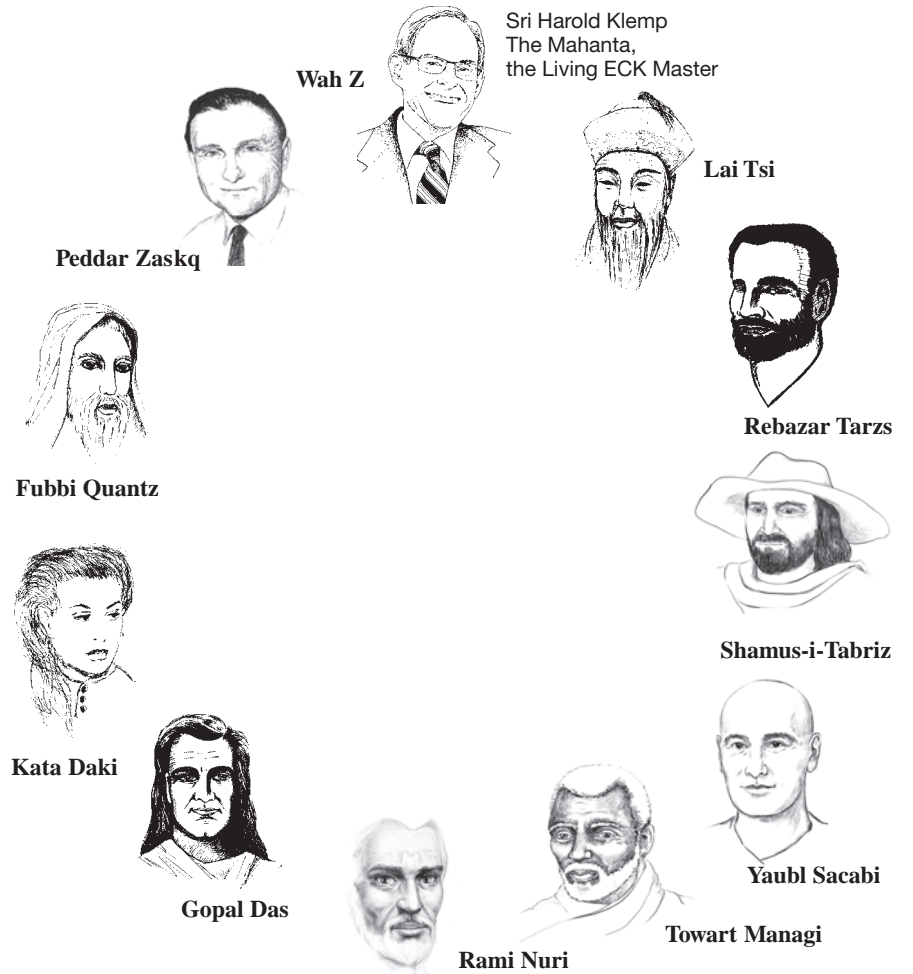 Sri Harold Klemp
The Mahanta,
the Living ECK Master
Wah Z
Lai Tsi
Peddar Zaskq
Rebazar Tarzs
Fubbi Quantz
Shamus-i-Tabriz
Kata Daki
Yaubl Sacabi
Gopal Das
Towart Managi
Rami Nuri